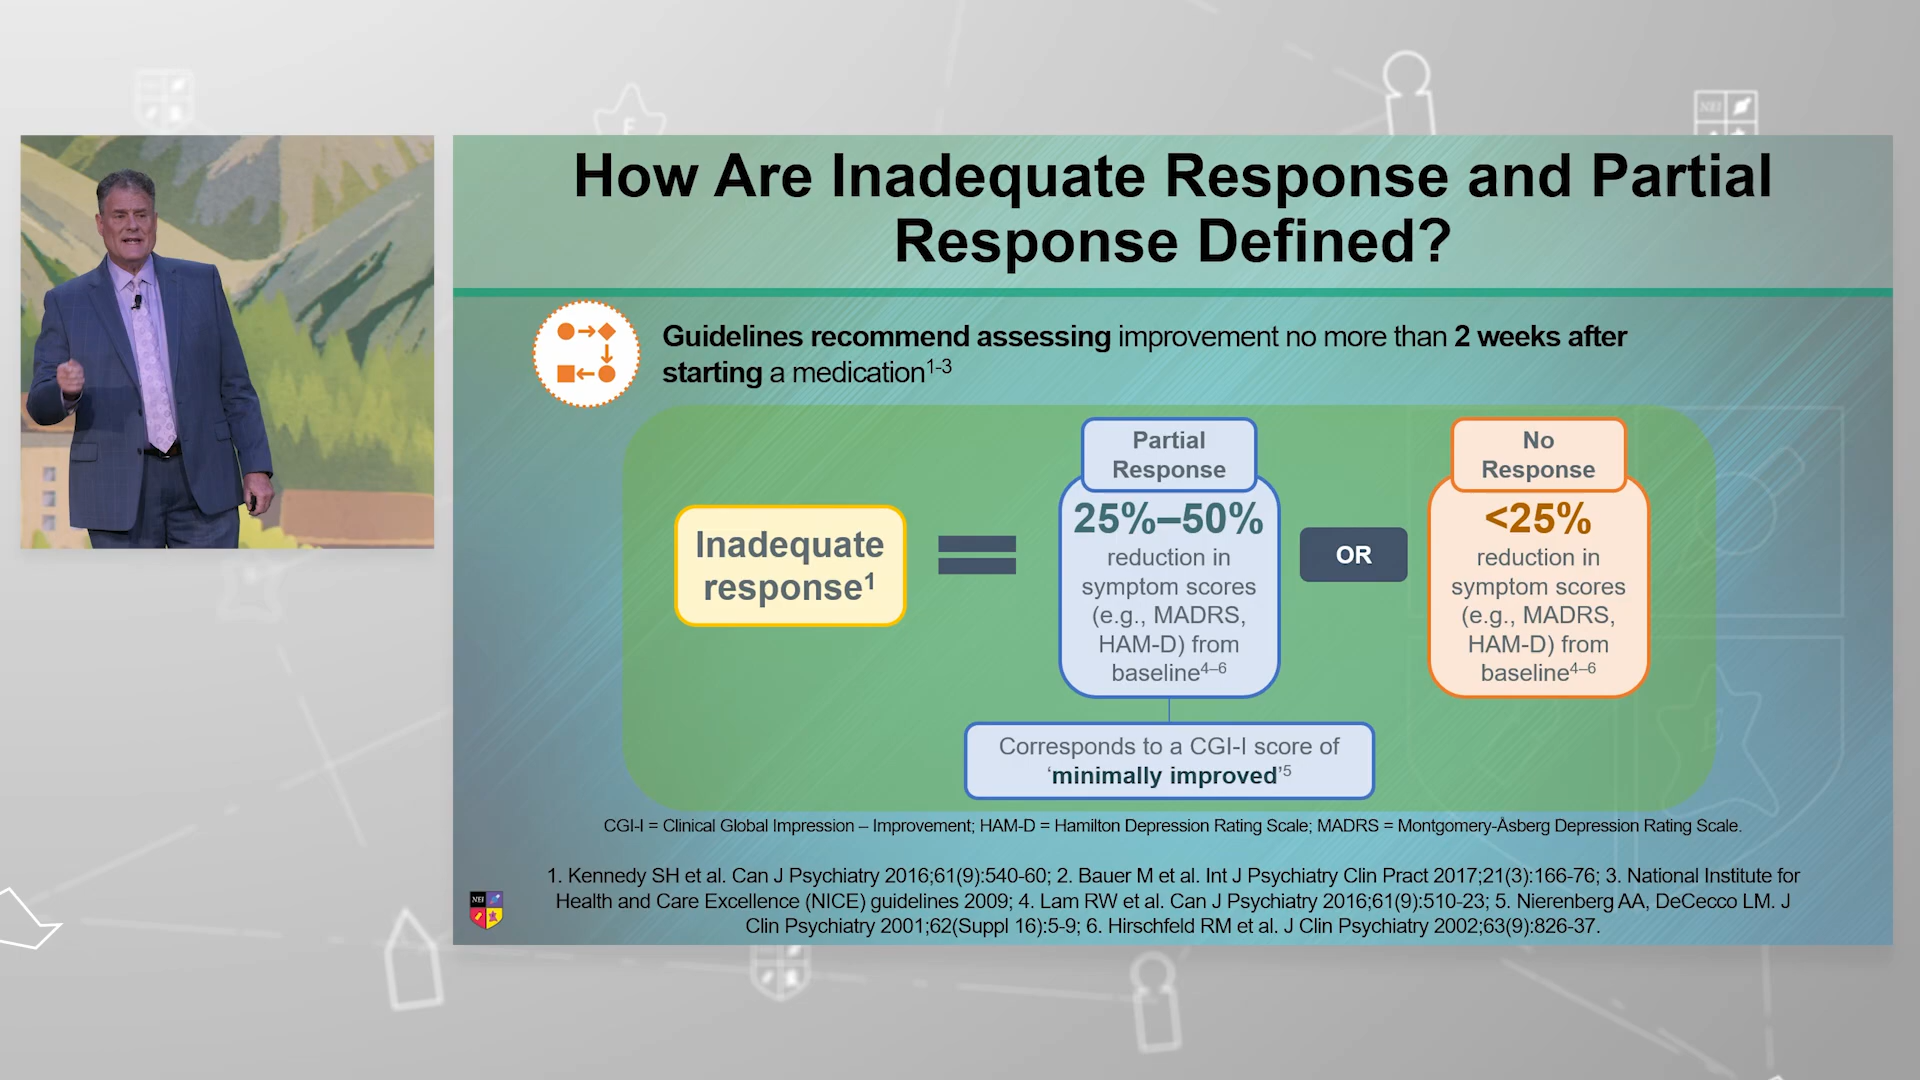 NEI
How Are Inadequate Response and Partial
Response Defined?
Guidelines recommend assessing improvement no more than 2 weeks after
starting a medication1-3
Inadequate
response1
Partial
Response
25%–50%
reduction in
symptom scores
(e.g., MADRS,
HAM-D) from
baseline4–6
OR
No
Response
<25%
reduction in
symptom scores
(e.g., MADRS,
HAM-D) from
baseline4–6
Corresponds to a CGI-I score of
‘minimally improved’5
CGI-I = Clinical Global Impression – Improvement; HAM-D = Hamilton Depression Rating Scale; MADRS = Montgomery-Åsberg Depression Rating Scale.
1. Kennedy SH et al. Can J Psychiatry 2016;61(9):540-60; 2. Bauer M et al. Int J Psychiatry Clin Pract 2017;21(3):166-76; 3. National Institute for
Health and Care Excellence (NICE) guidelines 2009; 4. Lam RW et al. Can J Psychiatry 2016;61(9):510-23; 5. Nierenberg AA, DeCecco LM. J
Clin Psychiatry 2001;62(Suppl 16):5-9; 6. Hirschfeld RM et al. J Clin Psychiatry 2002;63(9):826-37.
NEI